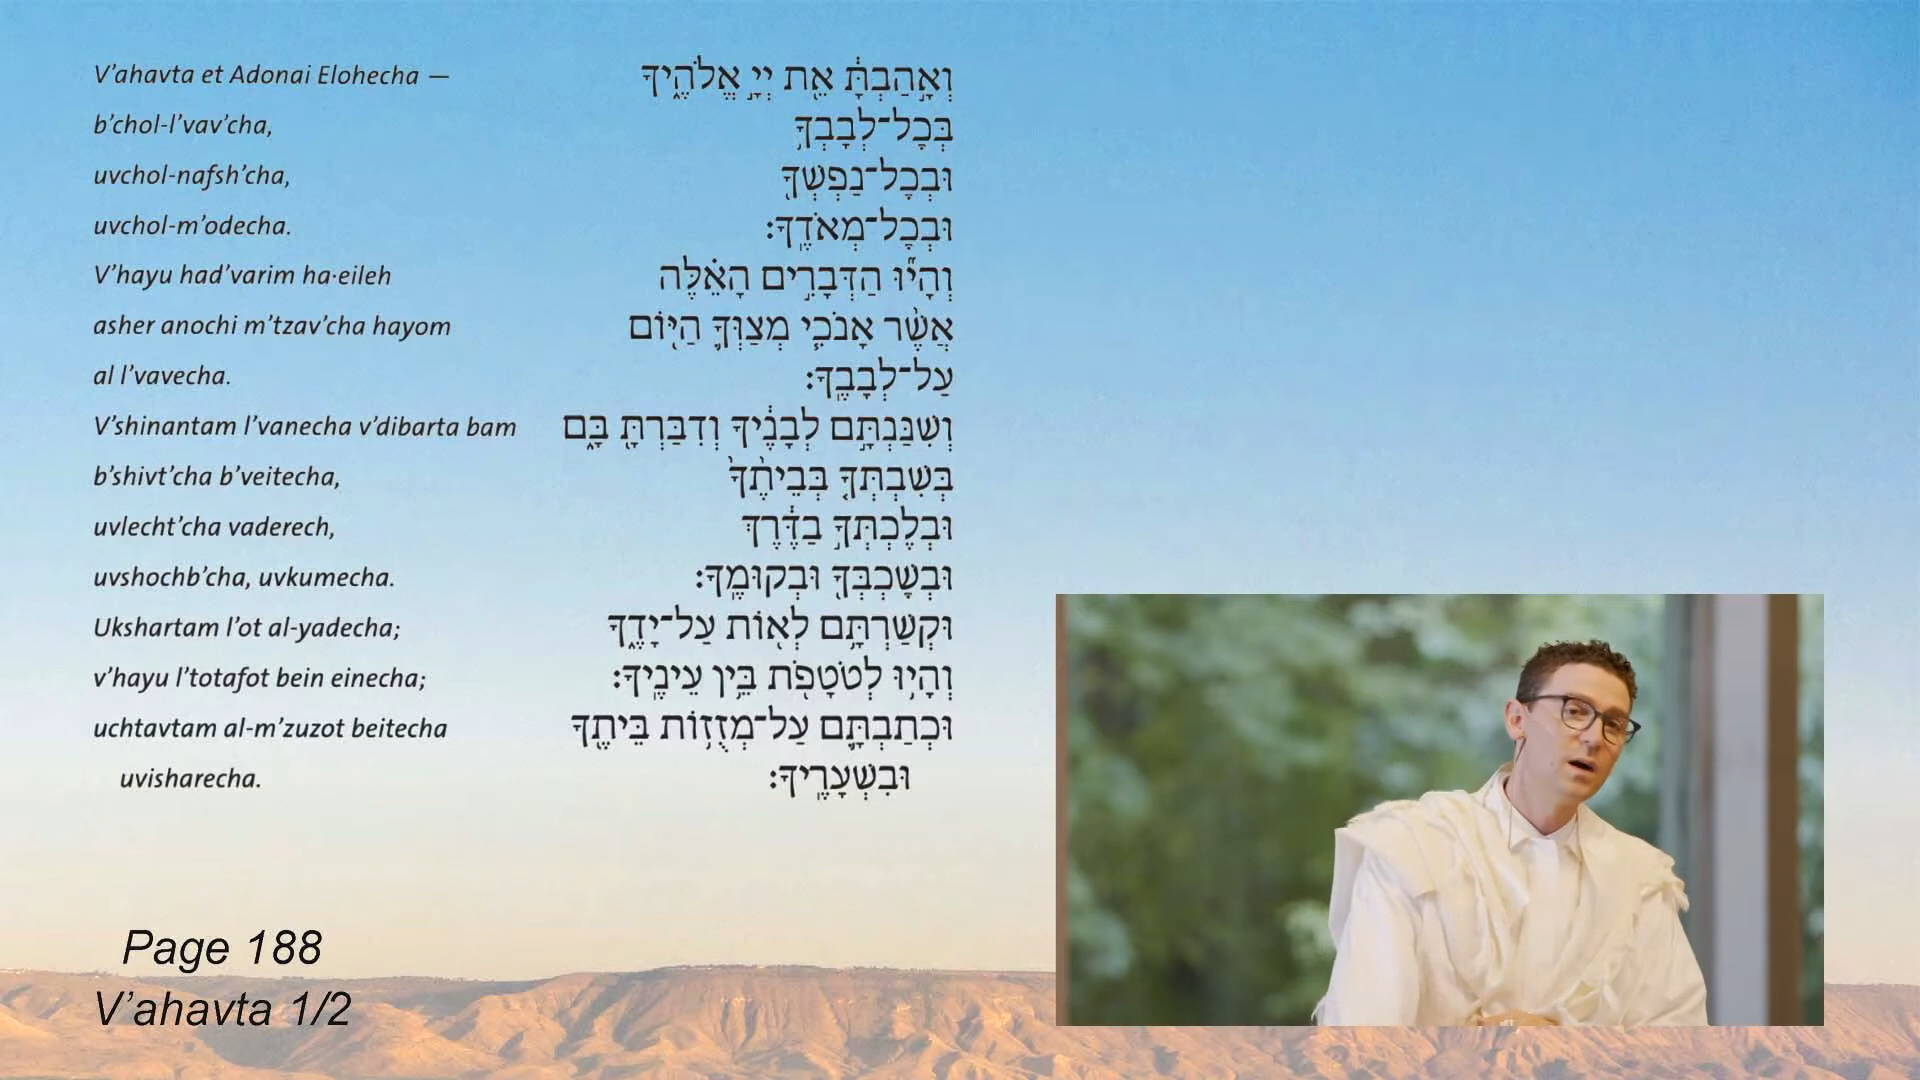 V’ahavta et Adonai Elohecha —
b’chol-l’vav’cha,
uvchol-nafsh’cha,
uvchol-m’odecha.
V’hayu had’varim ha·eileh
asher anochi m’tzav’cha hayom
al l’vavecha.
V’shinantam l’vanecha v’dibarta bam
b’shivt’cha b’veitecha,
uvlecht’cha vaderech,
uvshochb’cha, uvkumecha.
Ukshartam l’ot al-yadecha;
v’hayu l’totafot bein einecha;
uchtavtam al-m’zuzot beitecha
uvisharecha.
וְאָ֣הַבְתָּ֔ אֵ֖ת יְיָ֣ אֱלֹהֶ֑יךָ
בְּכׇל־לְבָבְךָ֥
וּבְכׇל־נַפְשְׁךָ֖
וּבְכׇל־מְאֹדֶֽךָ׃
וְהָי֞וּ הַדְּבָרִ֣ים הָאֵ֗לֶּה
אֲשֶׁ֨ר אָנֹכִ֧י מְצַוְּךָ֛ הַיּ֖וֹם
עַל־לְבָבֶֽךָ׃
וְשִׁנַּנְתָּ֣ם לְבָנֶ֔יךָ וְדִבַּרְתָּ֖ בָּ֑ם
בְּשִׁבְתְּךָ֤ בְּבֵיתֶ֙ךָ֙
וּבְלֶכְתְּךָ֣ בַדֶּ֔רֶךְ
וּבְשָׁכְבְּךָ֖ וּבְקוּמֶֽךָ׃
וּקְשַׁרְתָּ֥ם לְא֖וֹת עַל־יָדֶ֑ךָ
וְהָי֥וּ לְטֹטָפֹ֖ת בֵּ֥ין עֵינֶֽיךָ׃
וּכְתַבְתָּ֛ם עַל־מְזֻז֥וֹת בֵּיתֶ֖ךָ
וּבִשְׁעָרֶֽיךָ׃
Page 188
V’ahavta 1/2